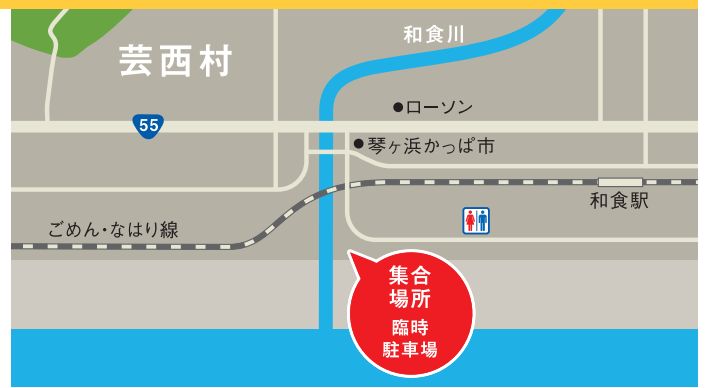 和食川
芸西村
ローソン
55
琴ヶ浜かっぱ市
和食駅
ごめん・なはり線
集合
場所
臨時
駐車場